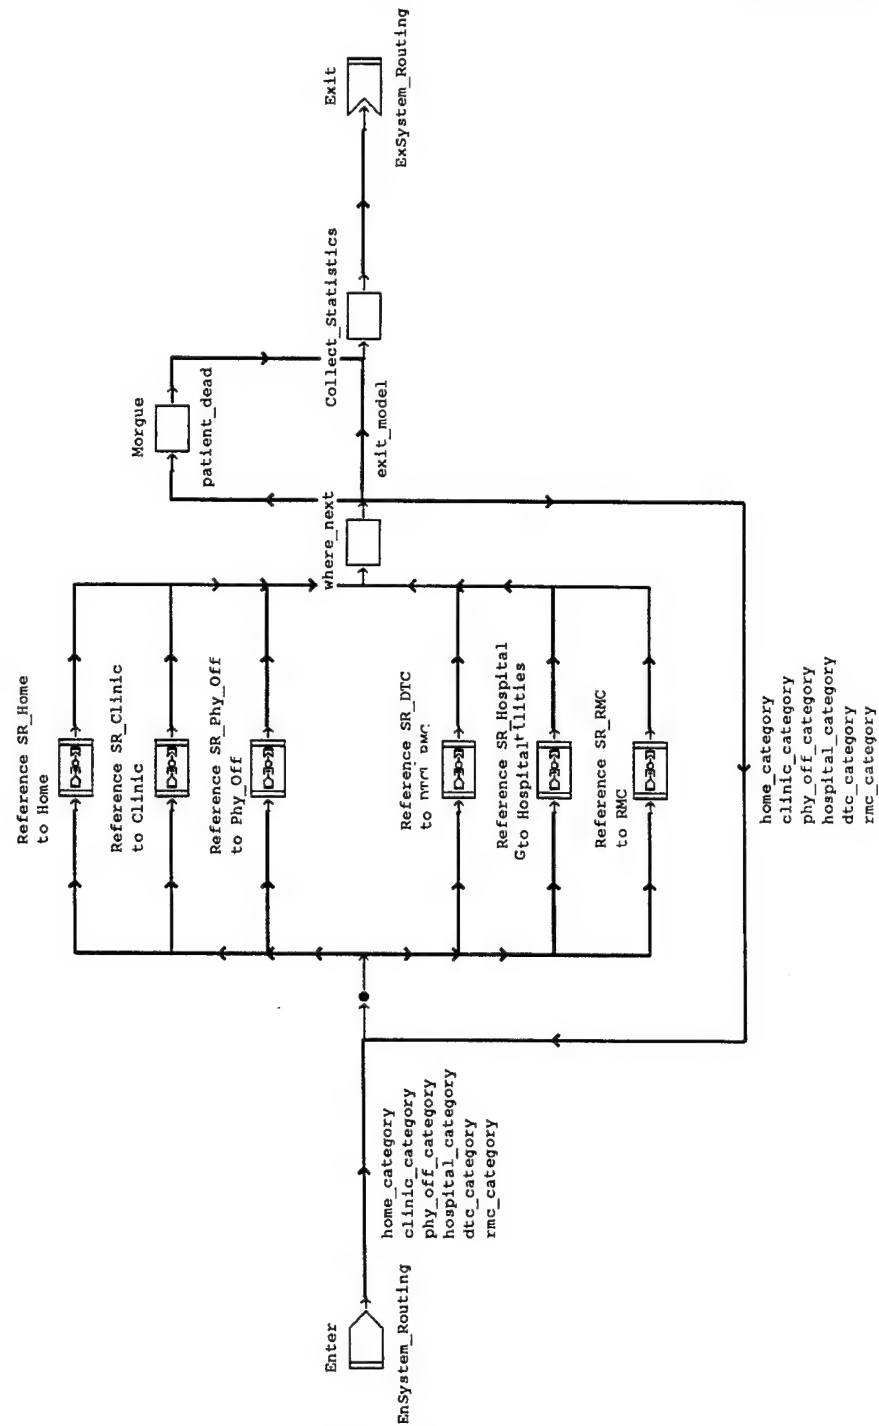 Enter
EnSystem_Routing
home_category
clinic_category
phy_off_category
hospital_category
dtc_category
rmc_category
Reference SR_Home
to Home
Reference SR_Clinic
to Clinic
Reference SR_Phy_Off
to Phy_Off
Reference SR_DTC
to
Reference SR_Hospital
Reference SR_RMC
to RMC
where_next
Morgue
patient_dead
exit_model
Collect_Statistics
Exit
ExSystem_Routing
home_category
clinic_category
phy_off_category
hospital_category
dtc_category
rmc_category